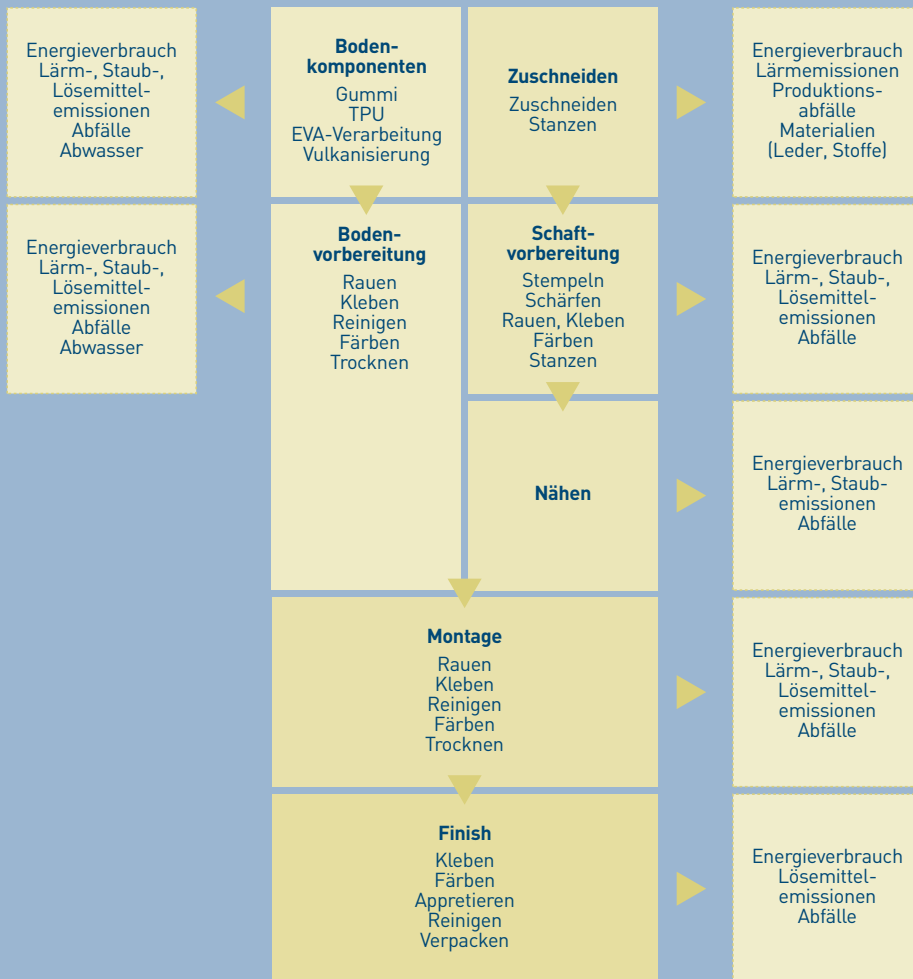 Energieverbrauch
Lärm-, Staub-,
Lösemittel-
emissionen
Abfälle
Abwasser
Boden-
komponenten
Gummi
TPU
EVA-Verarbeitung
Vulkanisierung
Zuschneiden
Zuschneiden
Stanzen
Energieverbrauch
Lärmemissionen
Produktions-
abfälle
Materialien
(Leder, Stoffe)
Energieverbrauch
Lärm-, Staub-,
Lösemittel-
emissionen
Abfälle
Abwasser
Boden-
vorbereitung
Rauen
Kleben
Reinigen
Färben
Trocknen
Schaft-
vorbereitung
Stempeln
Schärfen
Rauen, Kleben
Färben
Stanzen
Energieverbrauch
Lärm-, Staub-,
Lösemittel-
emissionen
Abfälle
Nähen
Energieverbrauch
Lärm-, Staub-
emissionen
Abfälle
Montage
Rauen
Kleben
Reinigen
Färben
Trocknen
Energieverbrauch
Lärm-, Staub-,
Lösemittel-
emissionen
Abfälle
Finish
Kleben
Färben
Appretieren
Reinigen
Verpacken
Energieverbrauch
Lösemittel-
emissionen
Abfälle